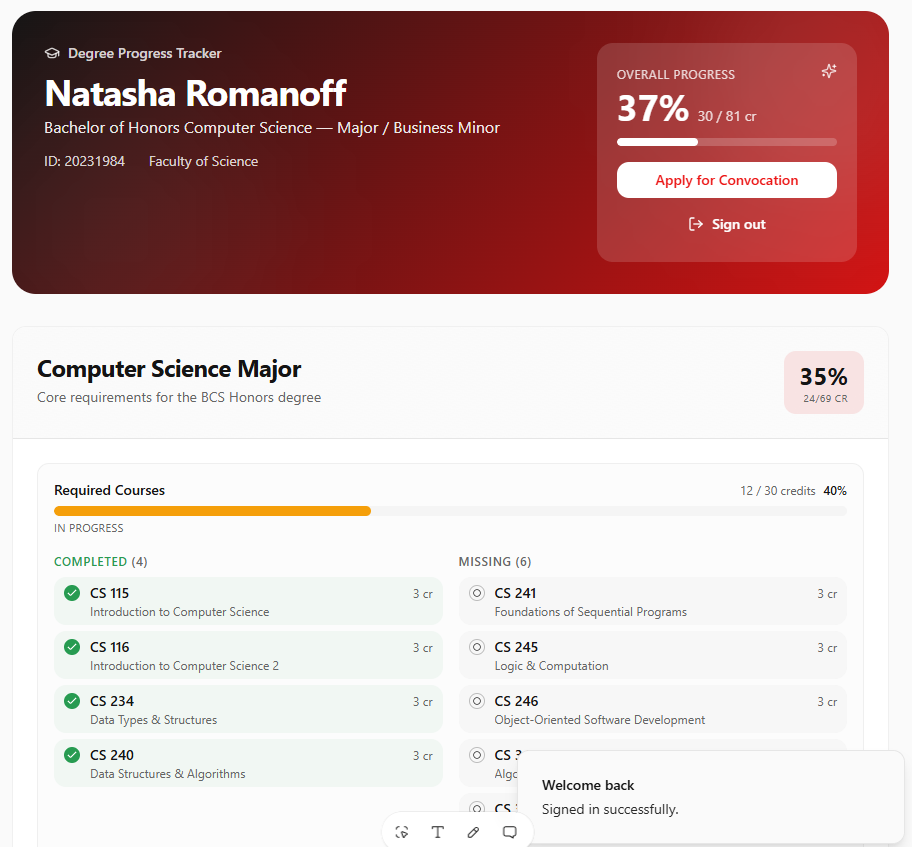 Degree Progress Tracker
Natasha Romanoff
Bachelor of Honors Computer Science — Major / Business Minor
ID: 20231984 Faculty of Science
OVERALL PROGRESS
37% 30 / 81 cr
Apply for Convocation
Sign out
Computer Science Major
Core requirements for the BCS Honors degree
35%
24/69 CR
Required Courses
12 / 30 credits 40%
IN PROGRESS
COMPLETED (4)
CS 115 3 cr
Introduction to Computer Science
CS 116 3 cr
Introduction to Computer Science 2
CS 234 3 cr
Data Types & Structures
CS 240 3 cr
Data Structures & Algorithms
MISSING (6)
CS 241 3 cr
Foundations of Sequential Programs
CS 245 3 cr
Logic & Computation
CS 246 3 cr
Object-Oriented Software Development
CS
CS
Welcome back
Signed in successfully.